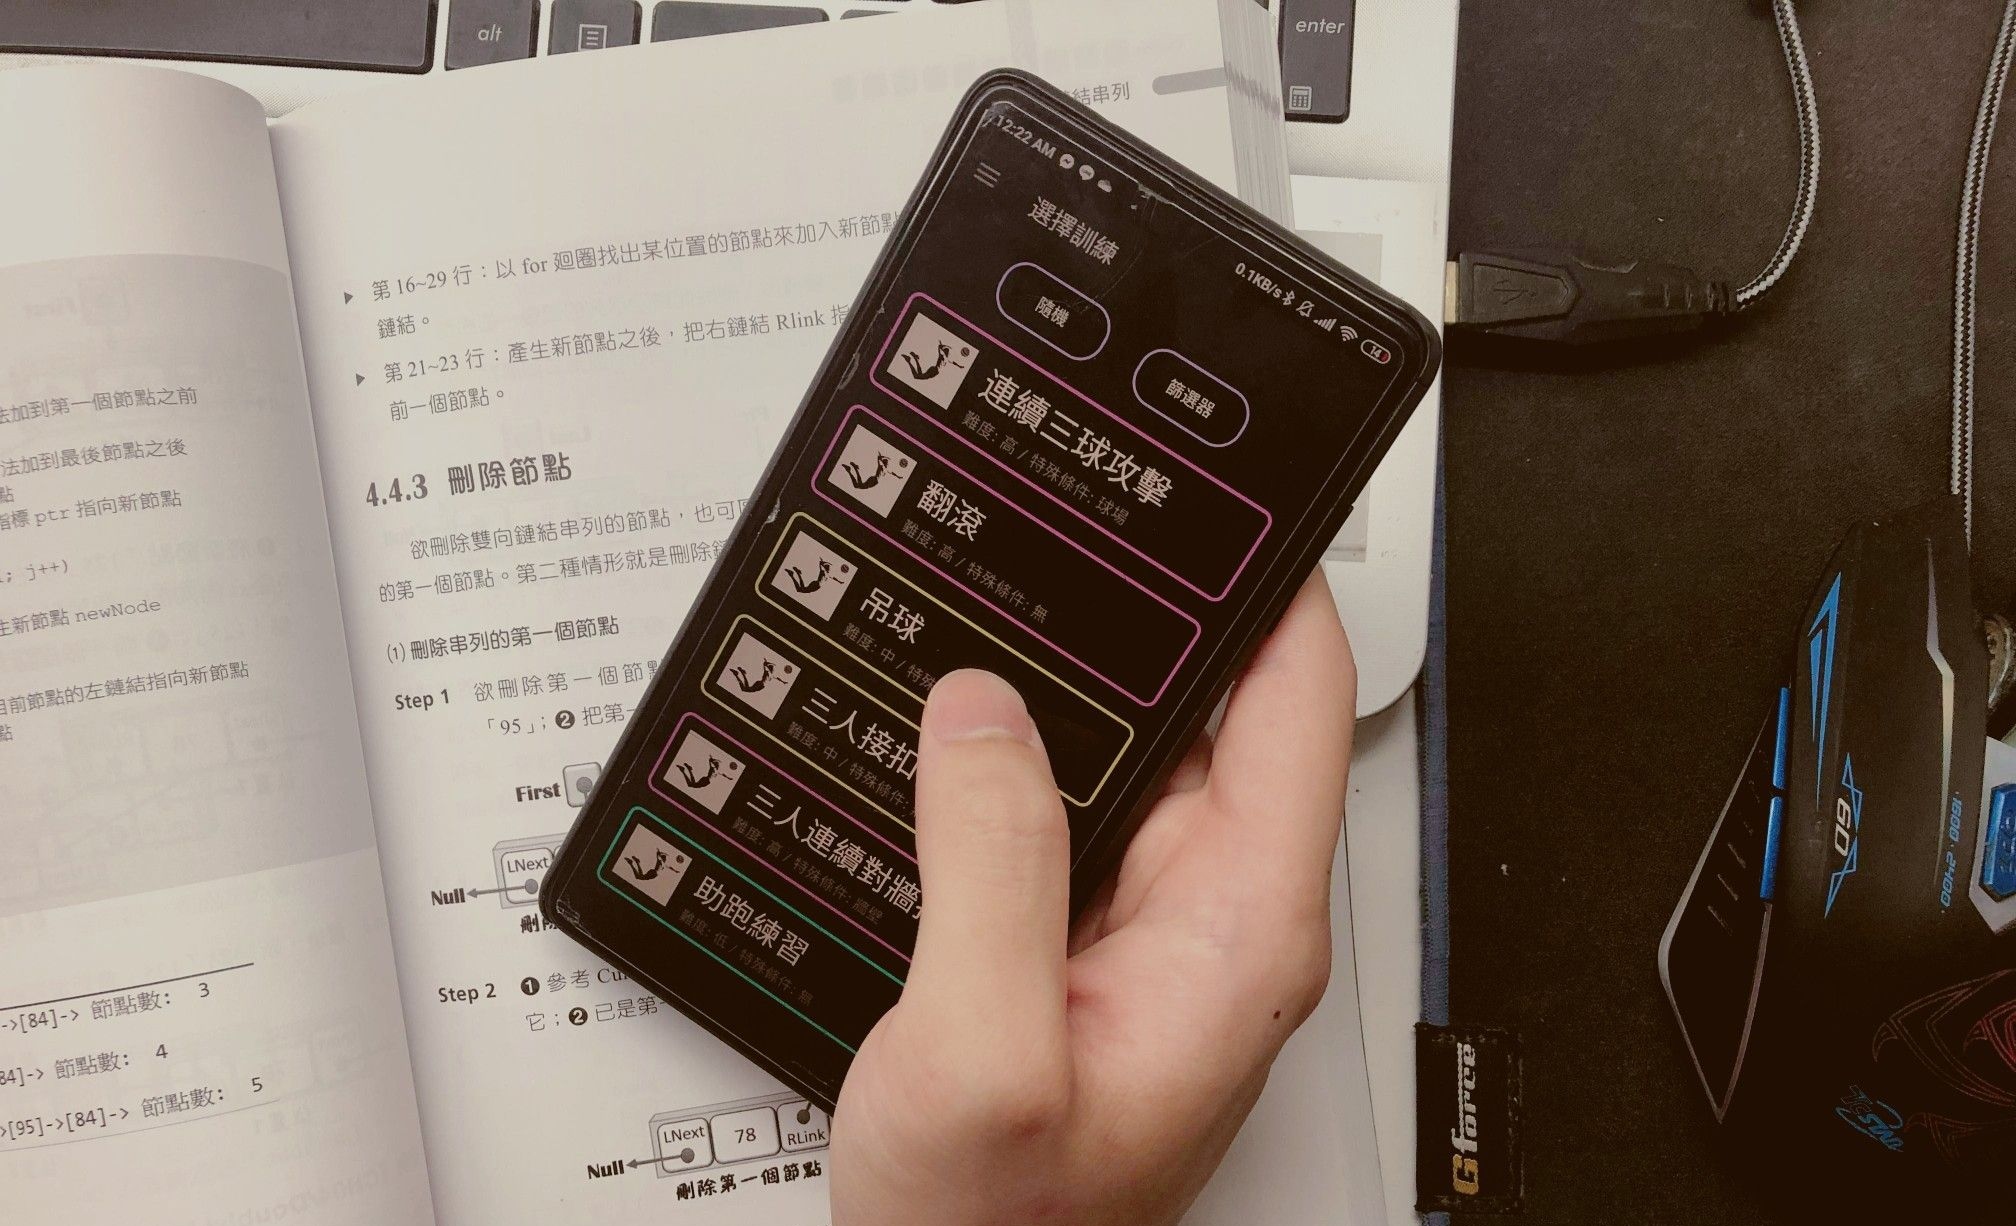 alt
enter
結串列
第 16~29 行：以 for 迴圈找出某位置的節點來加入新節點
鏈結。
第 21~23 行：產生新節點之後，把右鏈結 Rlink 指
前一個節點。
4.4.3 刪除節點
欲刪除雙向鏈結串列的節點，也可
的第一個節點。第二種情形就是刪除
(1) 刪除串列的第一個節點
Step 1 欲刪除第一個節點
「95」；❷ 把第一
First
LNext
Null
刪除
Step 2 ❶ 參考 Cu
它；❷ 已是第一
LNext 78 RLink
Null
刪除第一個節點
法加到第一個節點之前
法加到最後節點之後
點
指標 ptr 指向新節點
; j++)
生新節點 newNode
目前節點的左鏈結指向新節點
點
->[84]-> 節點數: 3
84]-> 節點數: 4
>[95]->[84]-> 節點數: 5
12:22 AM
0.1KB/s
14
選擇訓練
隨機
篩選器
連續三球攻擊
難度: 高 / 特殊條件: 球場
翻滾
難度: 高 / 特殊條件: 無
吊球
難度: 中 / 特殊
三人接扣
難度: 中 / 特殊條件:
三人連續對牆
難度: 高 / 特殊條件: 牆壁
助跑練習
難度: 低 / 特殊條件: 無
Gforce